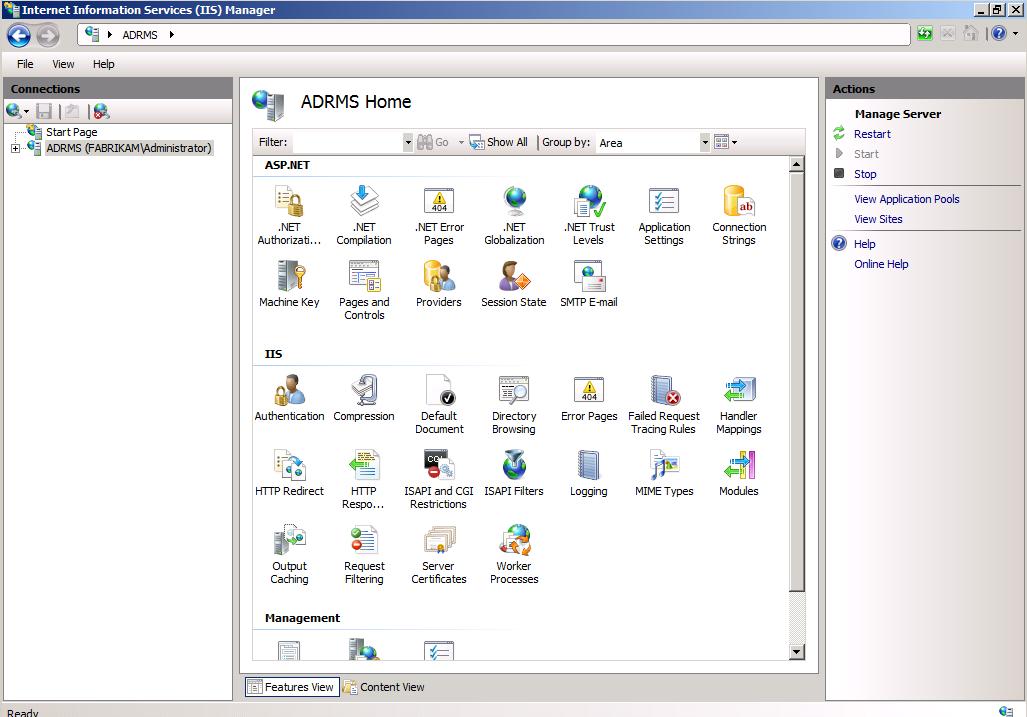 Internet Information Services (IIS) Manager
ADRMS
File View Help
Connections
Start Page
ADRMS (FABRIKAM\Administrator)
ADRMS Home
Filter: Go Show All Group by: Area
ASP.NET
.NET Authorizati...
.NET Compilation
.NET Error Pages
.NET Globalization
.NET Trust Levels
Application Settings
Connection Strings
Machine Key
Pages and Controls
Providers
Session State
SMTP E-mail
IIS
Authentication
Compression
Default Document
Directory Browsing
Error Pages
Failed Request Tracing Rules
Handler Mappings
HTTP Redirect
HTTP Respo...
ISAPI and CGI Restrictions
ISAPI Filters
Logging
MIME Types
Modules
Output Caching
Request Filtering
Server Certificates
Worker Processes
Management
Features View
Content View
Actions
Manage Server
Restart
Start
Stop
View Application Pools
View Sites
Help
Online Help
Ready